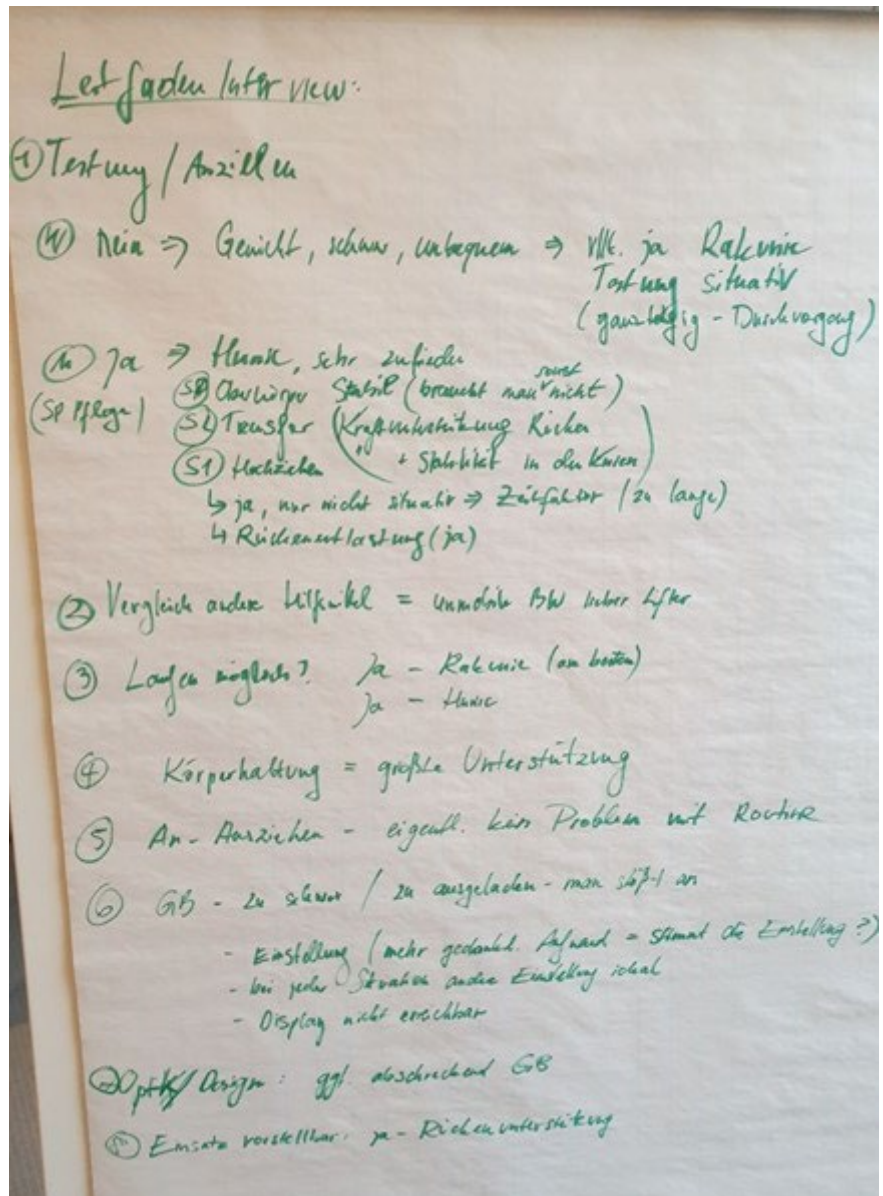 Leitfaden Interview:
① Testung / Anziehen
Ⓦ Nein ⇒ Gewicht, schwer, unbequem ⇒ vllt. ja Rakunie
Testung situativ
(ganztägig - Durchvorgang)
Ⓜ Ja ⇒ Hunic, sehr zufrieden
sonst
(SP Pflege) Oberkörper Stabil (braucht man nicht)
S2 Transfer (Kraftunterstützung Rücken
S1 Hochziehen " + Stabilität in den Knien)
↳ ja, nur nicht situativ ⇒ Zeitfaktor (zu lange)
↳ Rückenentlastung (ja)
② Vergleich andere Hilfsmittel = unmobile BW lieber Lifter
③ Laufen möglich? Ja - Rakunie (am besten)
Ja - Hunic
④ Körperhaltung = größte Unterstützung
⑤ An-Ausziehen - eigentl. kein Problem mit Routine
⑥ GB - zu schwer / zu ausgeladen - man stößt an
- Einstellung (mehr gedankl. Aufwand = stimmt die Einstellung?)
- bei jeder Situation andere Einstellung ideal
- Display nicht erreichbar
Optik/Design: ggf. abschreckend GB
Einsatz vorstellbar: ja - Rückenunterstützung